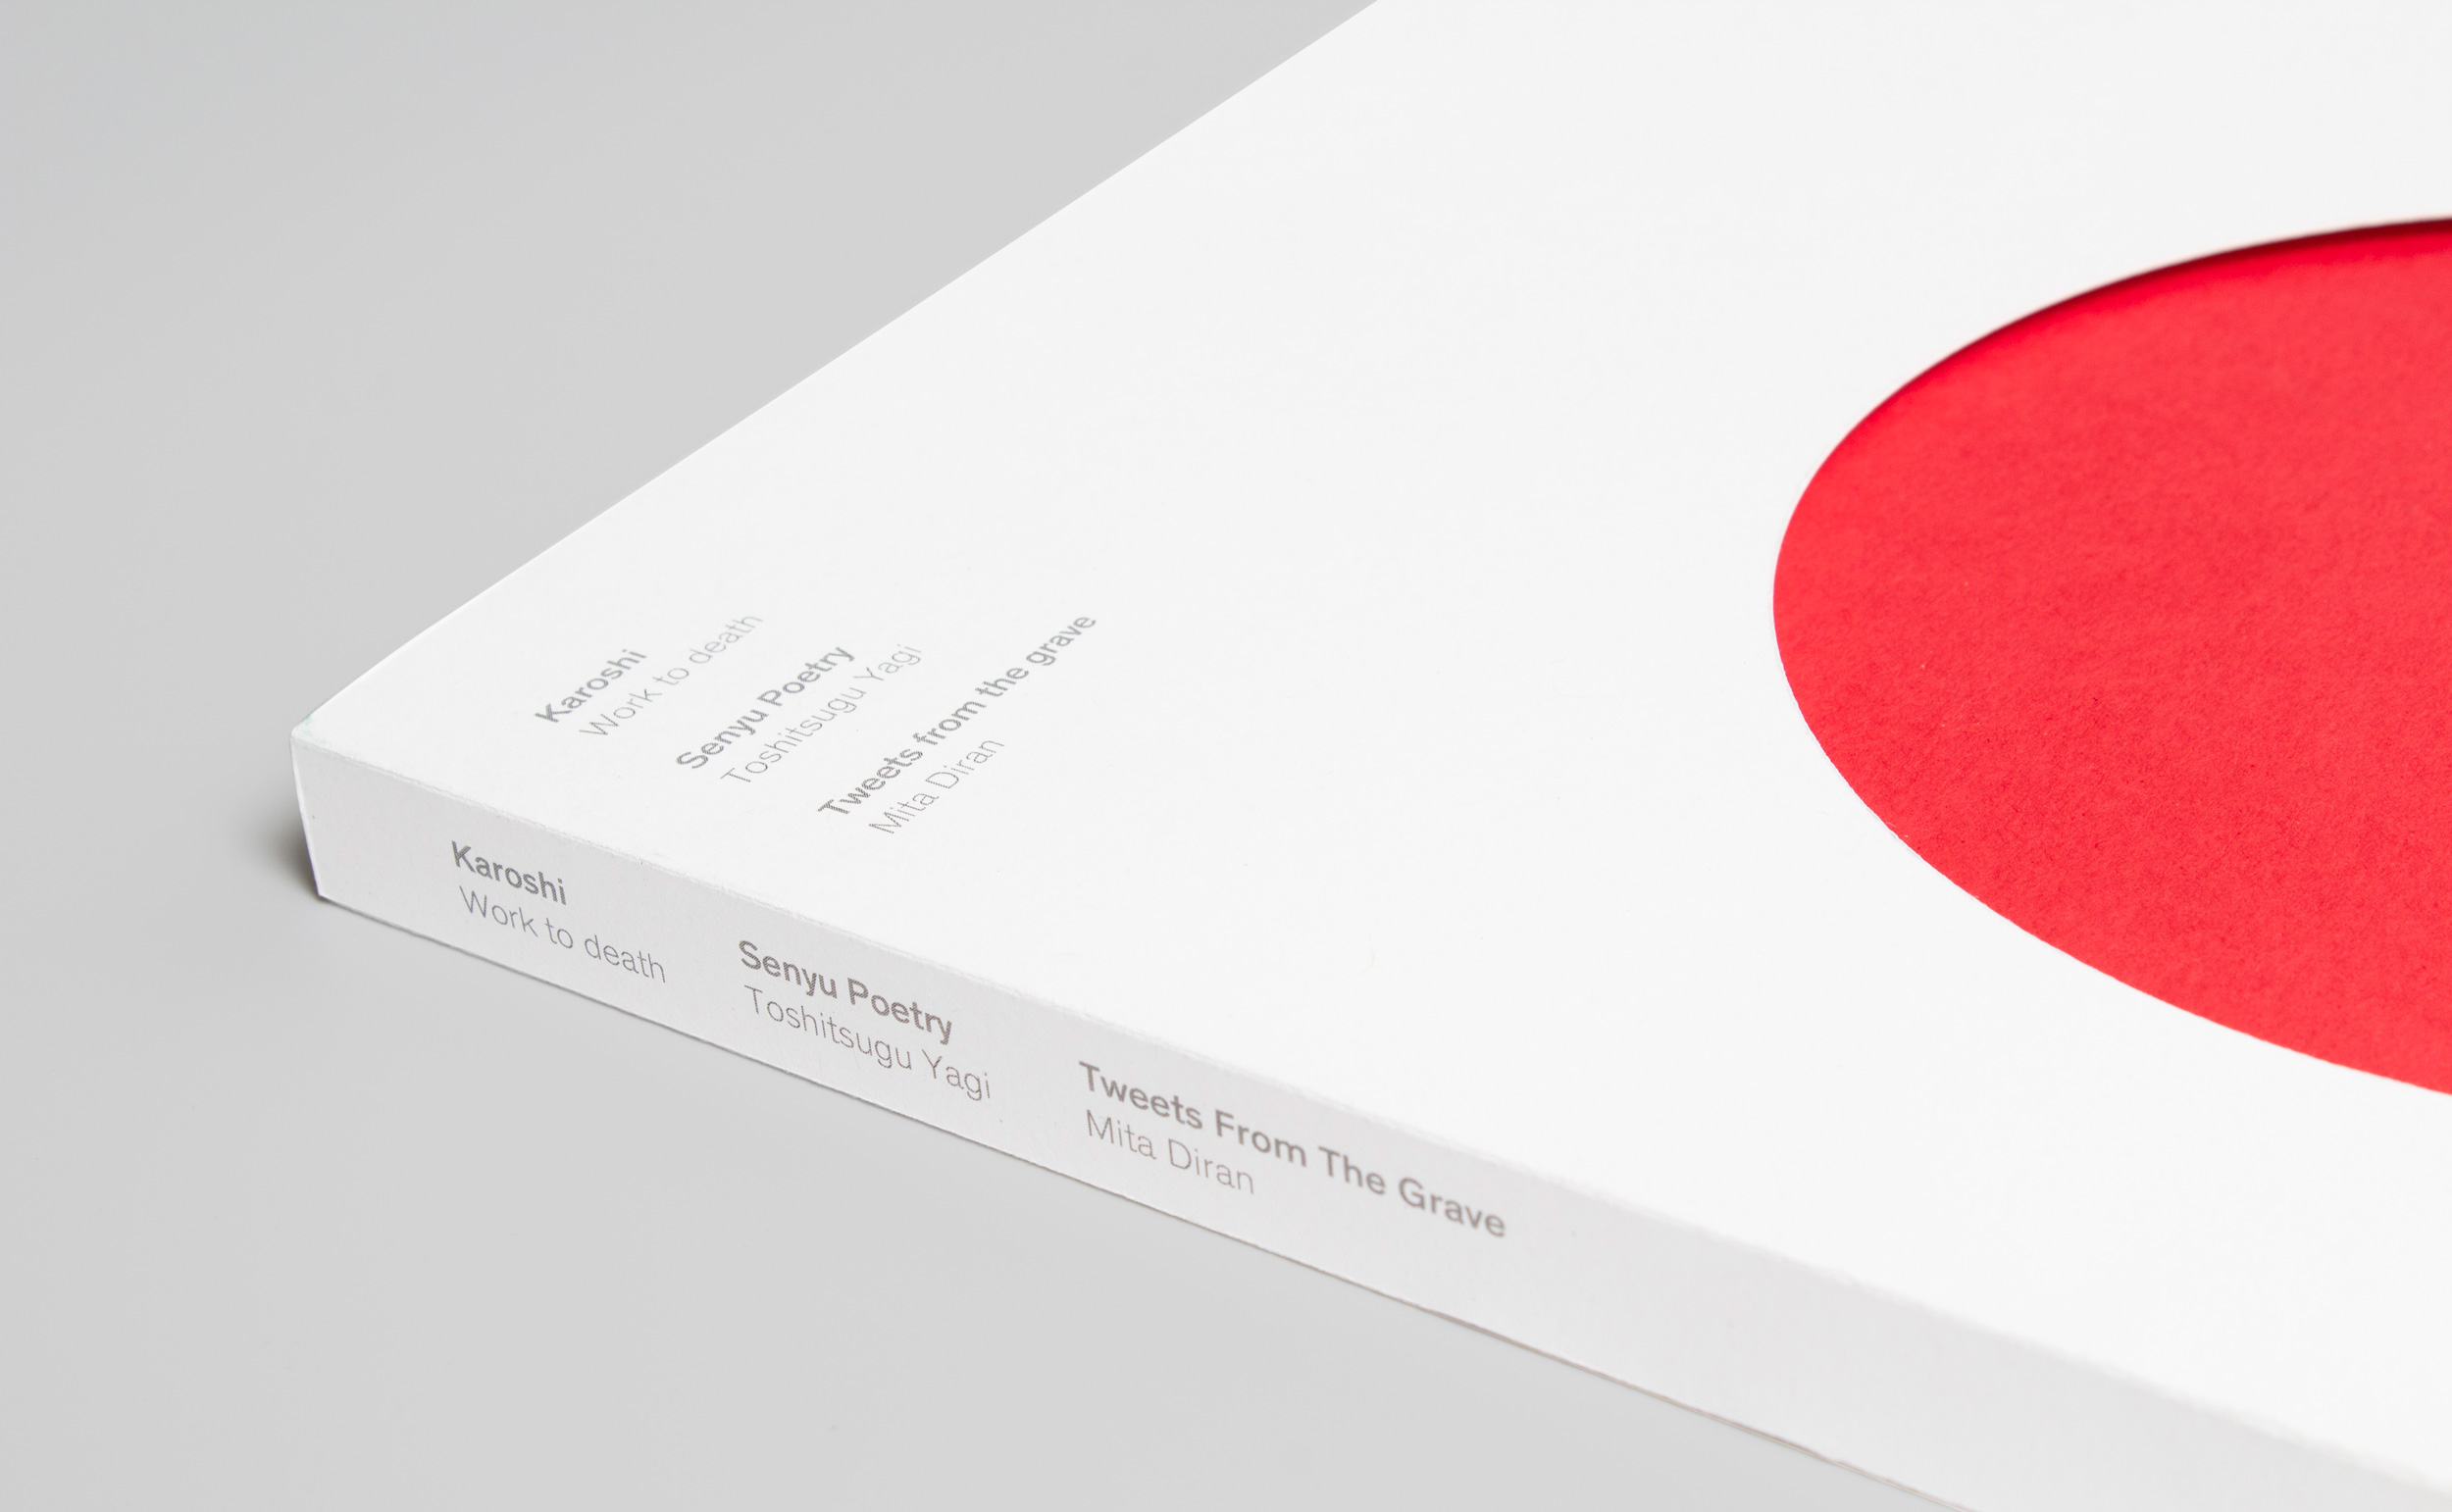 Karoshi
Work to death
Senyu Poetry
Toshitsugu Yagi
Tweets from the grave
Mita Diran
Karoshi
Work to death
Senyu Poetry
Toshitsugu Yagi
Tweets From The Grave
Mita Diran